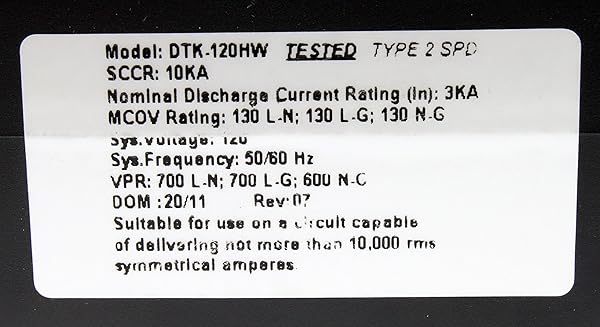 Model: DTK-120HW TESTED TYPE 2 SPD
SCCR: 10KA
Nominal Discharge Current Rating (In): 3KA
MCOV Rating: 130 L-N; 130 L-G; 130 N-G
Sys.Voltage: 120
Sys.Frequency: 50/60 Hz
VPR: 700 L-N; 700 L-G; 600 N-G
DOM :20/11 Rev:07
Suitable for use on a circuit capable
of delivering not more than 10,000 rms
symmetrical amperes